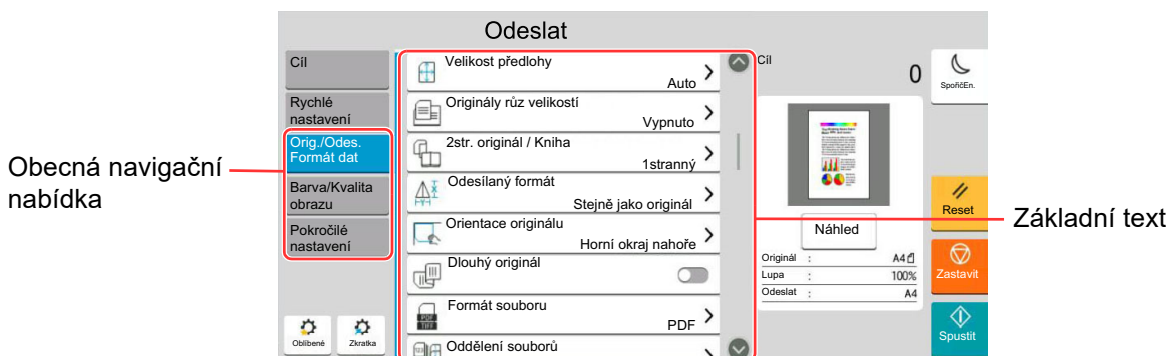 Odeslat
Cíl
Rychlé
nastavení
Orig./Odes.
Formát dat
Barva/Kvalita
obrazu
Pokročilé
nastavení
Oblíbené
Zkratka
Velikost předlohy
Auto
Originály růz velikostí
Vypnuto
2str. originál / Kniha
1stranný
Odesílaný formát
Stejně jako originál
Orientace originálu
Horní okraj nahoře
Dlouhý originál
Formát souboru
PDF
TIFF
PDF
Oddělení souborů
Cíl
0
Náhled
Originál : A4
Lupa : 100%
Odeslat : A4
SpořičEn.
Reset
Zastavit
Spustit
Obecná navigační
nabídka
Základní text